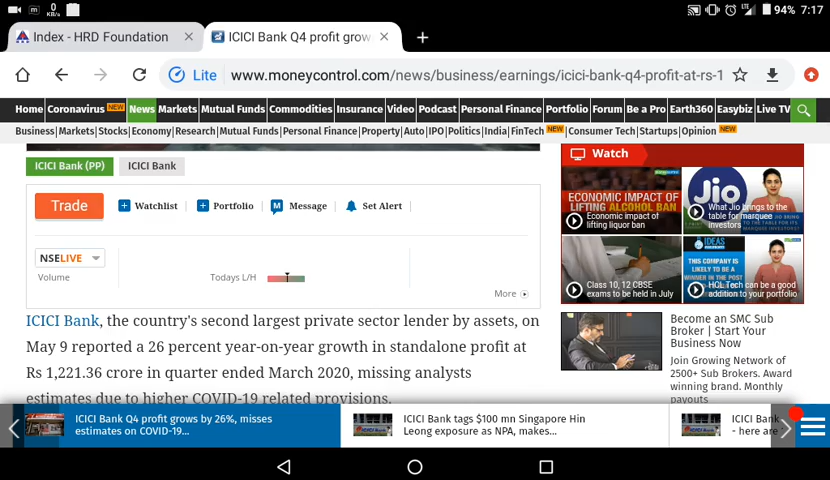 0
KB/s
LTE
94% 7:17
Index - HRD Foundation
ICICI Bank Q4 profit grow
Lite www.moneycontrol.com/news/business/earnings/icici-bank-q4-profit-at-rs-1
Home Coronavirus NEW News Markets Mutual Funds Commodities Insurance Video Podcast Personal Finance Portfolio Forum Be a Pro Earth360 Easybiz Live TV
Business| Markets| Stocks| Economy| Research| Mutual Funds| Personal Finance| Property| Auto| IPO| Politics| India| FinTech NEW| Consumer Tech| Startups| Opinion NEW
ICICI Bank (PP) ICICI Bank
Trade + Watchlist | + Portfolio | M Message | Set Alert |
NSELIVE
Volume
Todays L/H
More
ICICI Bank, the country's second largest private sector lender by assets, on
May 9 reported a 26 percent year-on-year growth in standalone profit at
Rs 1,221.36 crore in quarter ended March 2020, missing analysts
estimates due to higher COVID-19 related provisions.
Watch
ECONOMIC IMPACT OF
LIFTING ALCOHOL BAN
Economic impact of
lifting liquor ban
Jio
What Jio brings to the
table for marquee
investors
Class 10, 12 CBSE
exams to be held in July
IDEAS
THIS COMPANY IS
LIKELY TO BE A
WINNER IN THE POST
HCL Tech can be a good
addition to your portfolio
Become an SMC Sub
Broker | Start Your
Business Now
Join Growing Network of
2500+ Sub Brokers. Award
winning brand. Monthly
payouts
ICICI Bank Q4 profit grows by 26%, misses
estimates on COVID-19...
ICICI Bank tags $100 mn Singapore Hin
Leong exposure as NPA, makes...
ICICI Bank
- here are